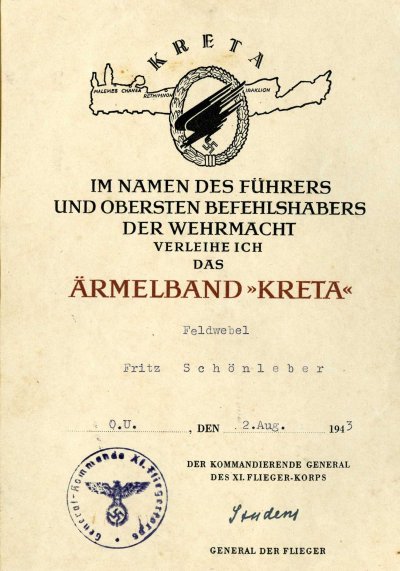 KRETA
MALEMES CHANEA
RETHYMNON
IRAKLION
IM NAMEN DES FÜHRERS
UND OBERSTEN BEFEHLSHABERS
DER WEHRMACHT
VERLEIHE ICH
DAS
ÄRMELBAND »KRETA«
Feldwebel
Fritz Schönleber
O.U. , DEN 2.Aug. 1943
General-Kommando XI. Fliegerkorps
DER KOMMANDIERENDE GENERAL
DES XI. FLIEGER-KORPS
Student
GENERAL DER FLIEGER